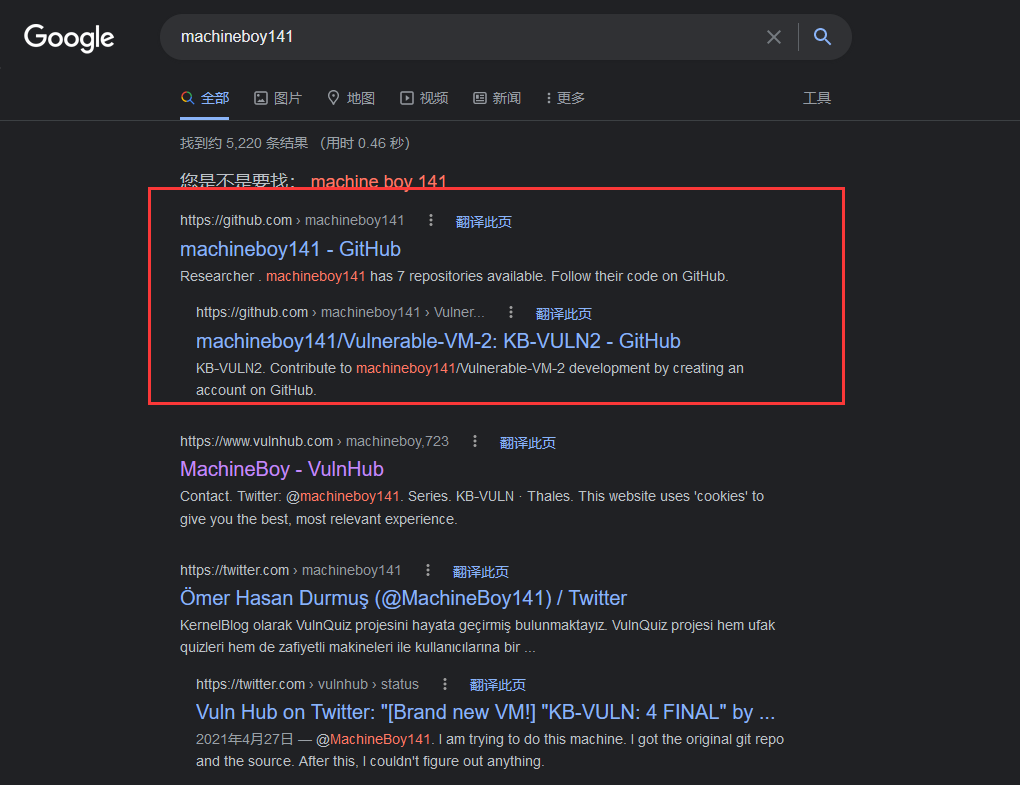 Google
machineboy141
全部 图片 地图 视频 新闻 更多 工具
找到约 5,220 条结果 （用时 0.46 秒）
您是不是要找： machine boy 141
https://github.com › machineboy141 翻译此页
machineboy141 - GitHub
Researcher . machineboy141 has 7 repositories available. Follow their code on GitHub.
https://github.com › machineboy141 › Vulner... 翻译此页
machineboy141/Vulnerable-VM-2: KB-VULN2 - GitHub
KB-VULN2. Contribute to machineboy141/Vulnerable-VM-2 development by creating an
account on GitHub.
https://www.vulnhub.com › machineboy,723 翻译此页
MachineBoy - VulnHub
Contact. Twitter: @machineboy141. Series. KB-VULN · Thales. This website uses 'cookies' to
give you the best, most relevant experience.
https://twitter.com › machineboy141 翻译此页
Ömer Hasan Durmuş (@MachineBoy141) / Twitter
KernelBlog olarak VulnQuiz projesini hayata geçirmiş bulunmaktayız. VulnQuiz projesi hem ufak
quizleri hem de zafiyetli makineleri ile kullanıcılarına bir ...
https://twitter.com › vulnhub › status 翻译此页
Vuln Hub on Twitter: "[Brand new VM!] "KB-VULN: 4 FINAL" by ...
2021年4月27日 — @MachineBoy141. I am trying to do this machine. I got the original git repo
and the source. After this, I couldn't figure out anything.